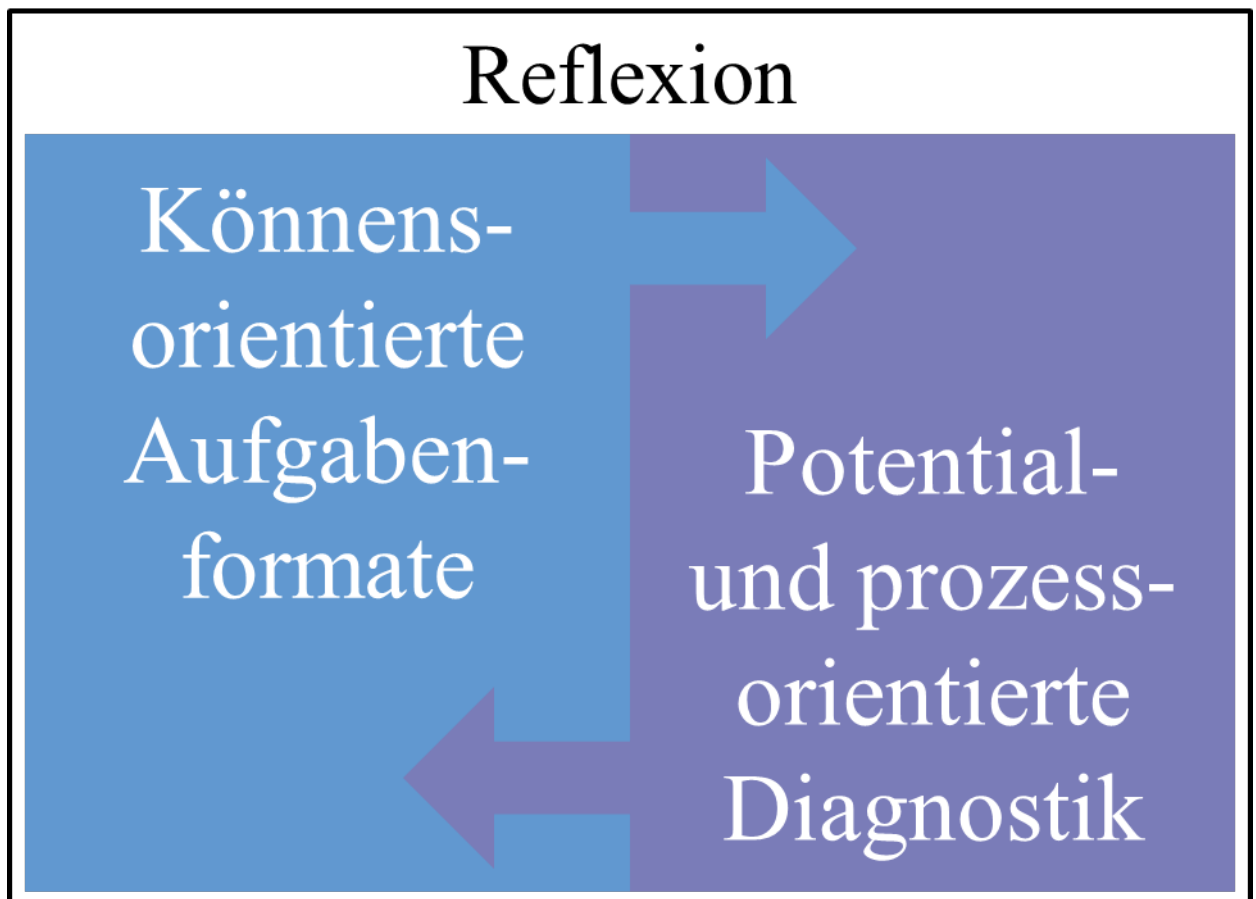 Reflexion
Könnens-
orientierte
Aufgaben-
formate
Potential-
und prozess-
orientierte
Diagnostik